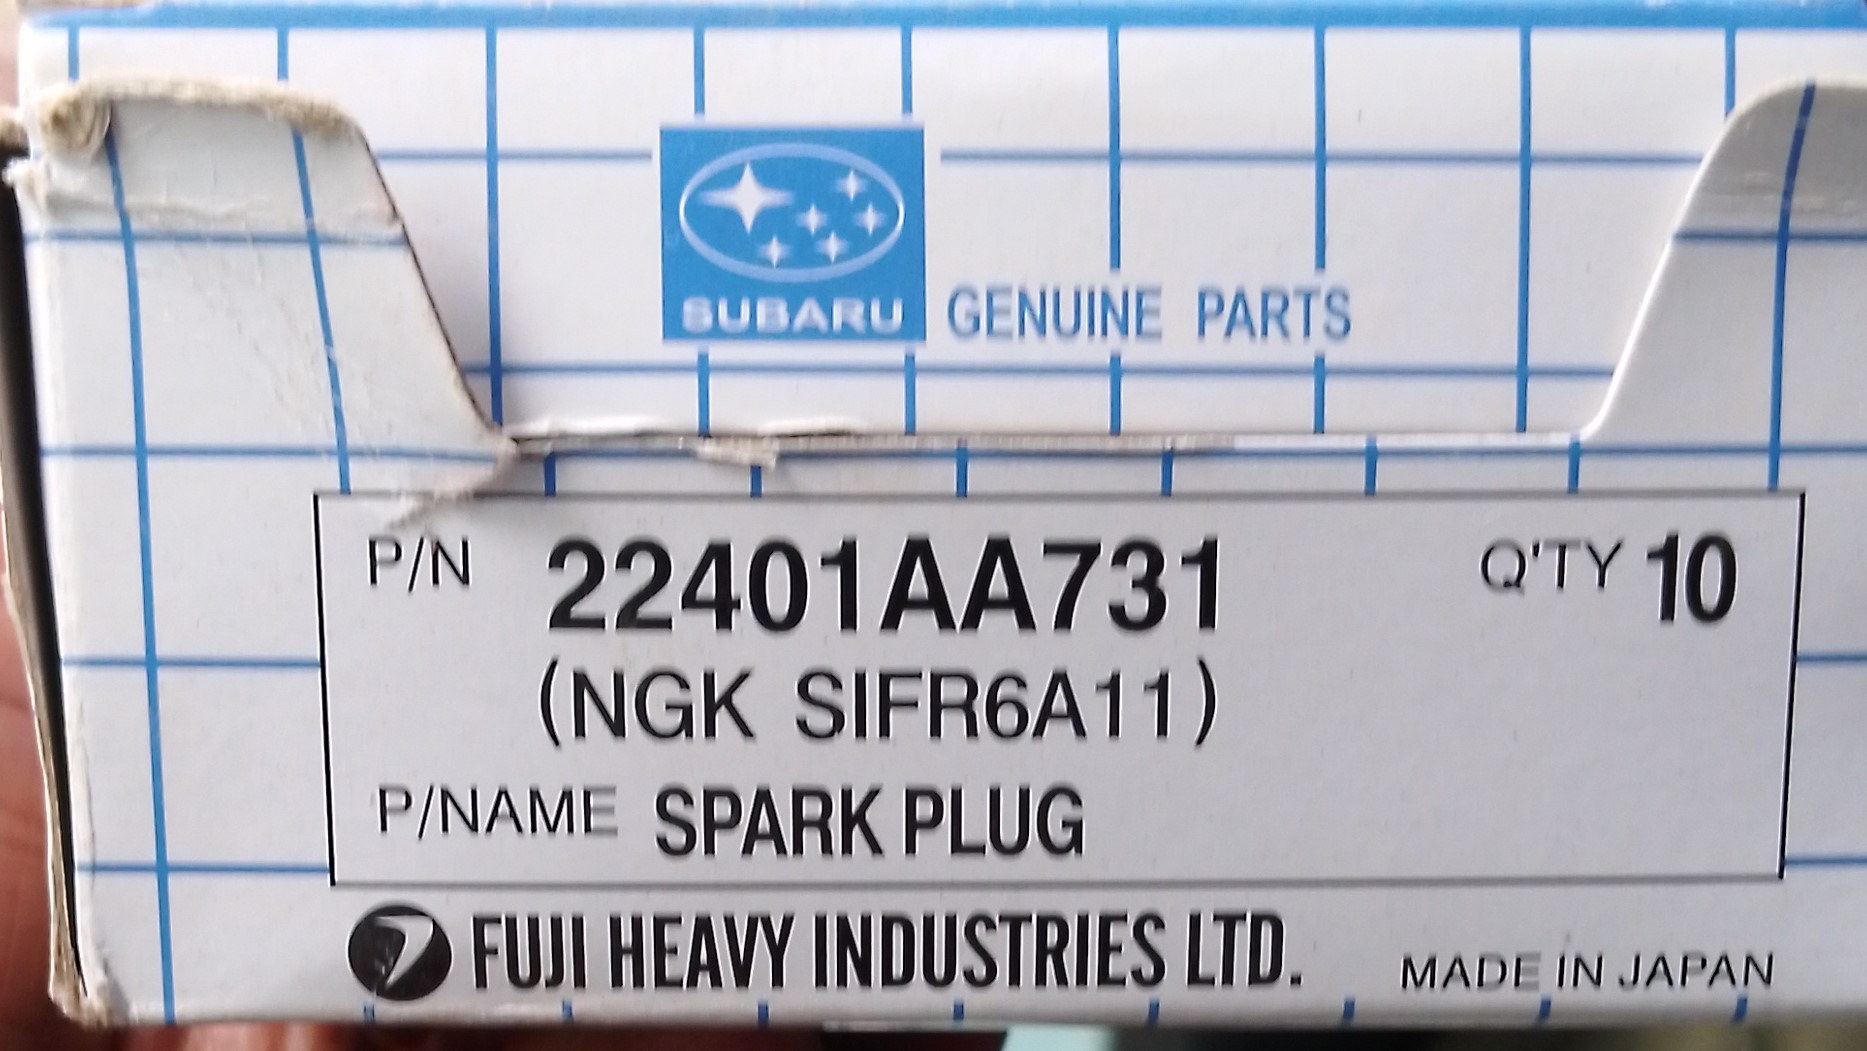 SUBARU GENUINE PARTS
P/N 22401AA731 Q'TY 10
(NGK SIFR6A11)
P/NAME SPARK PLUG
FUJI HEAVY INDUSTRIES LTD. MADE IN JAPAN